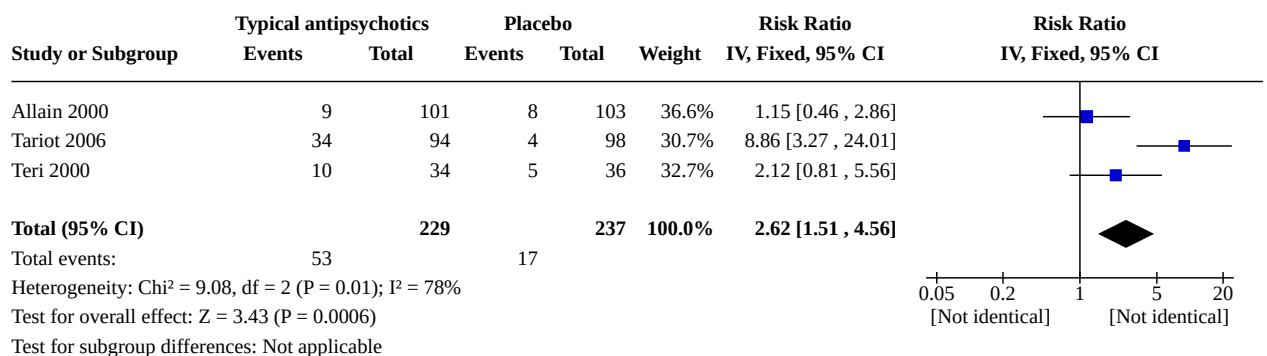 Typical antipsychotics Placebo Risk Ratio Risk Ratio
Study or Subgroup Events Total Events Total Weight IV, Fixed, 95% CI IV, Fixed, 95% CI
Allain 2000 9 101 8 103 36.6% 1.15 [0.46 , 2.86]
Tariot 2006 34 94 4 98 30.7% 8.86 [3.27 , 24.01]
Teri 2000 10 34 5 36 32.7% 2.12 [0.81 , 5.56]
Total (95% CI) 229 237 100.0% 2.62 [1.51 , 4.56]
Total events: 53 17
Heterogeneity: Chi² = 9.08, df = 2 (P = 0.01); I² = 78%
0.05 0.2 1 5 20
Test for overall effect: Z = 3.43 (P = 0.0006) [Not identical] [Not identical]
Test for subgroup differences: Not applicable